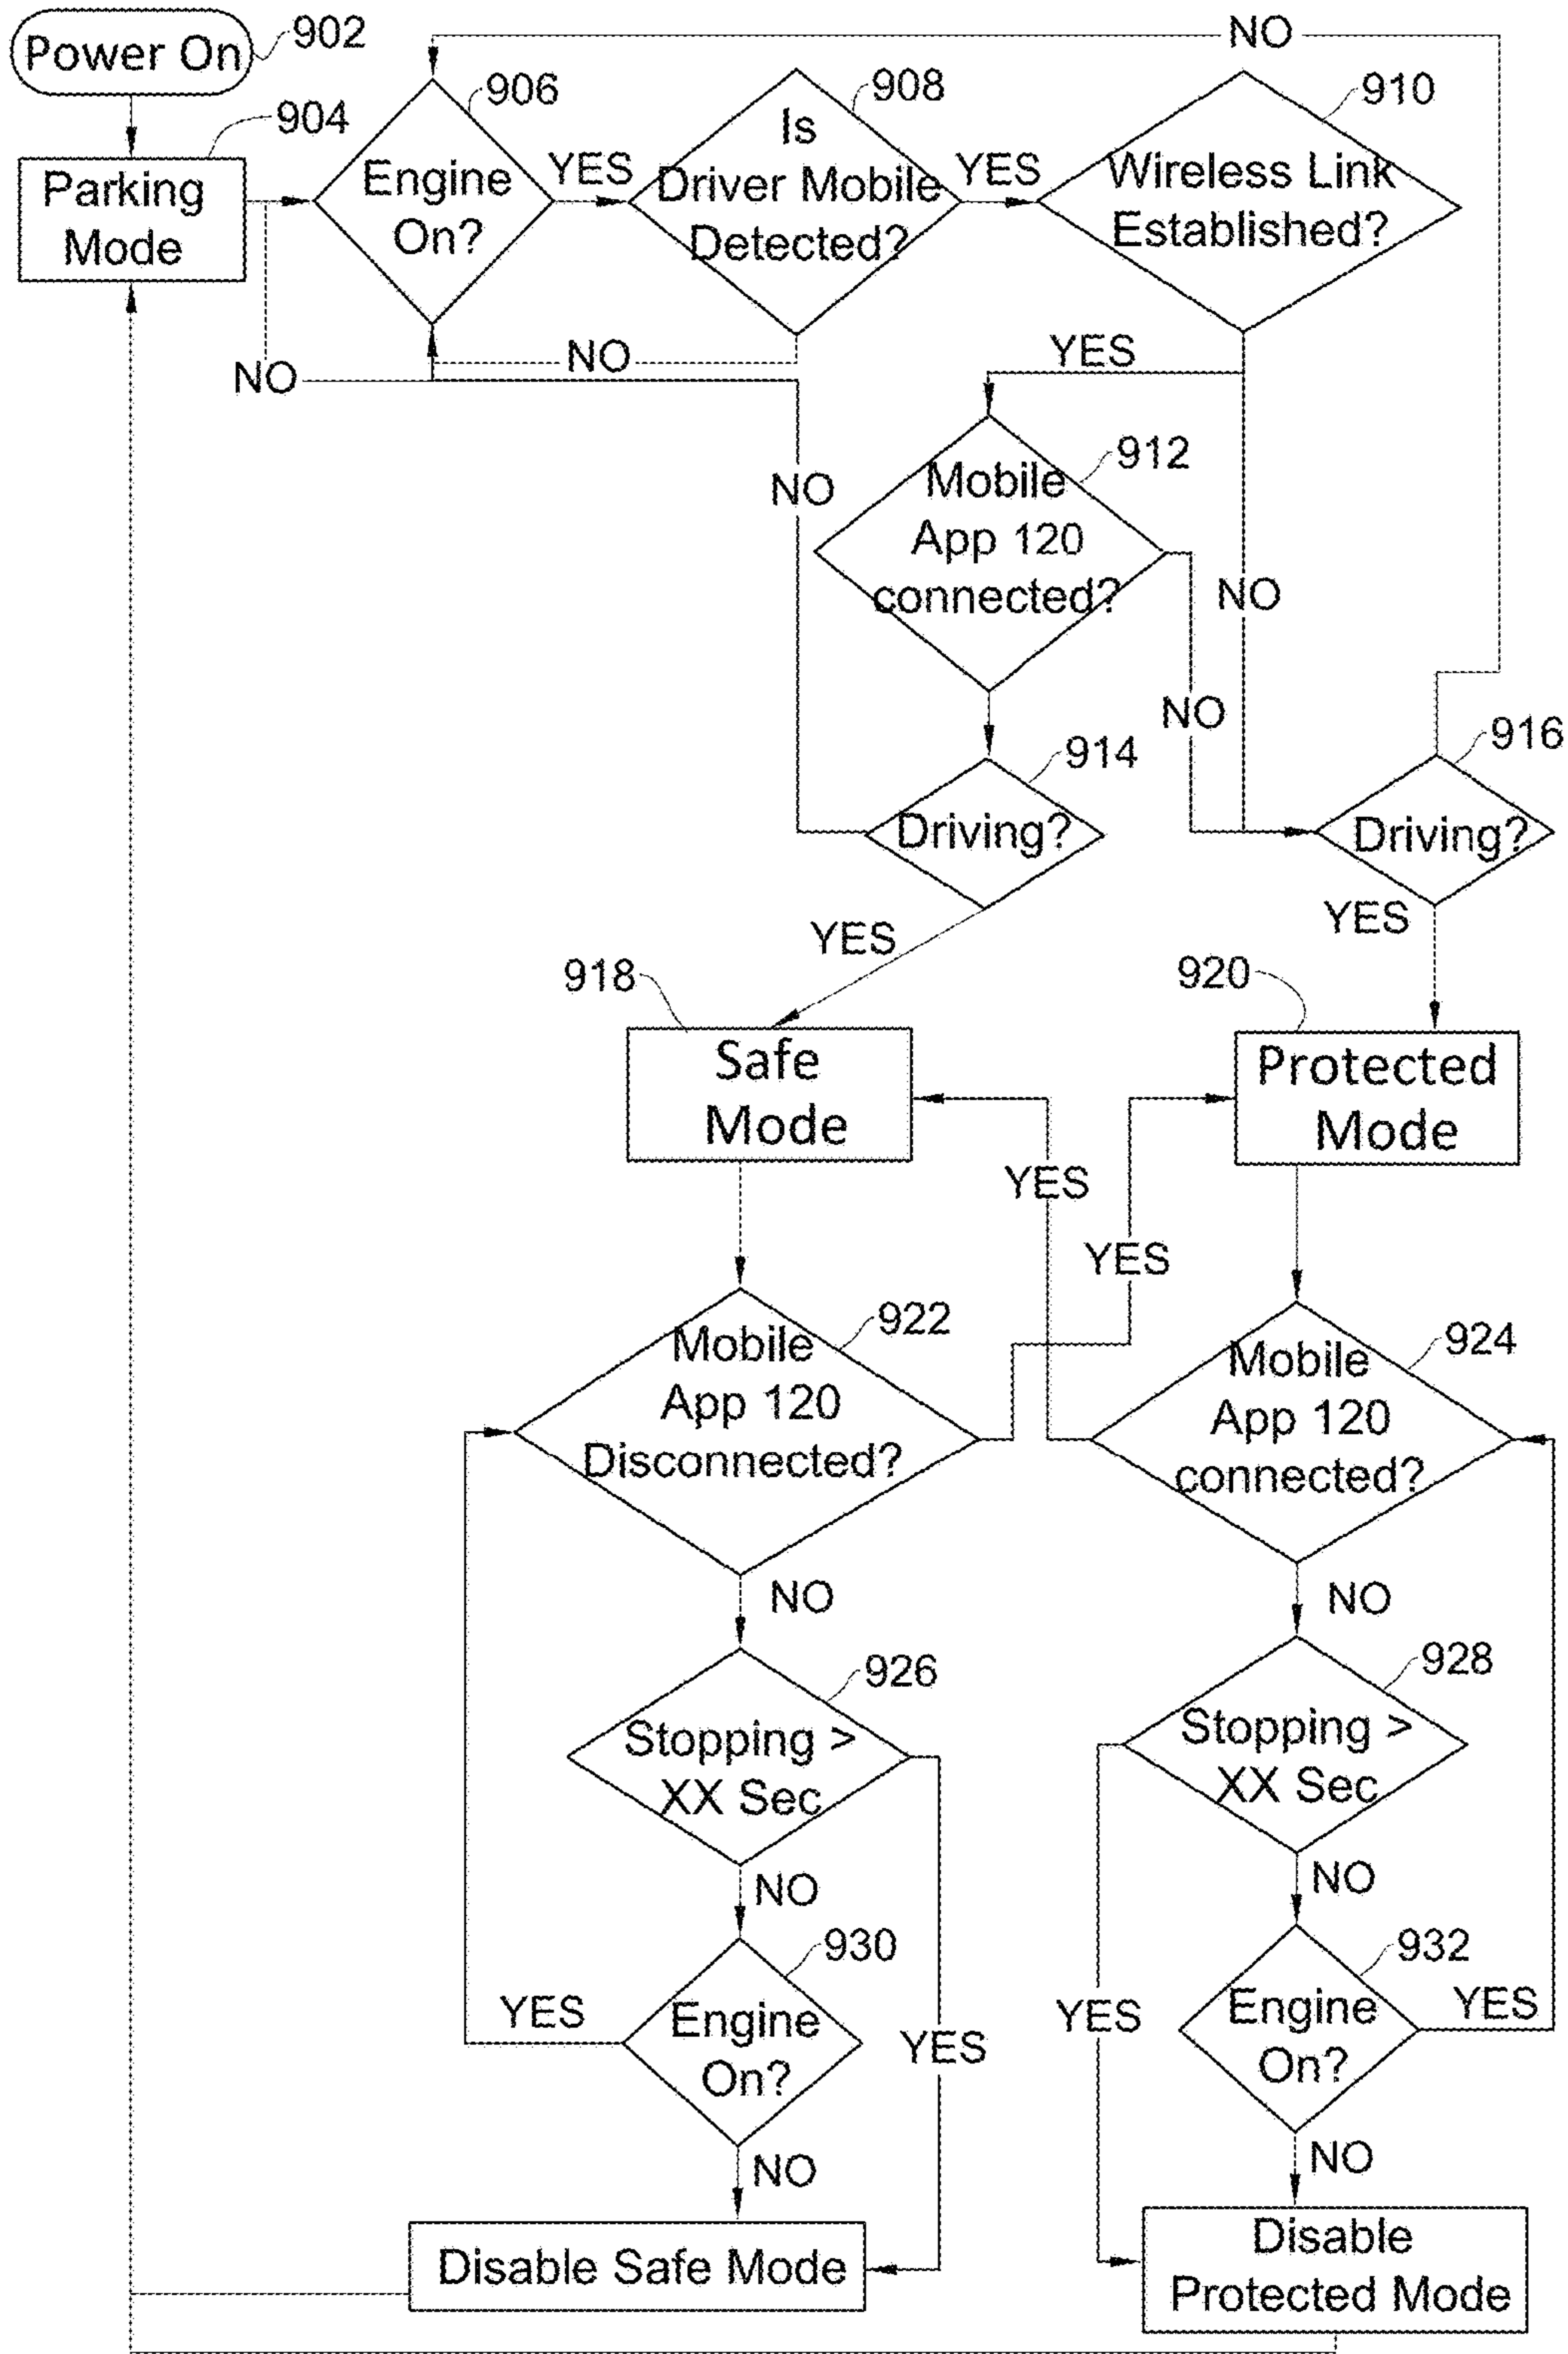 Power On
902
NO
904
906
908
910
Parking
Mode
Engine
On?
YES
Is
Driver Mobile
Detected?
YES
Wireless Link
Established?
NO
NO
YES
912
NO
Mobile
App 120
connected?
NO
NO
914
916
Driving?
Driving?
YES
YES
918
920
Safe
Mode
Protected
Mode
YES
YES
922
924
Mobile
App 120
Disconnected?
Mobile
App 120
connected?
NO
NO
926
928
Stopping >
XX Sec
Stopping >
XX Sec
NO
NO
930
932
YES
Engine
On?
YES
YES
Engine
On?
YES
NO
NO
Disable Safe Mode
Disable
Protected Mode